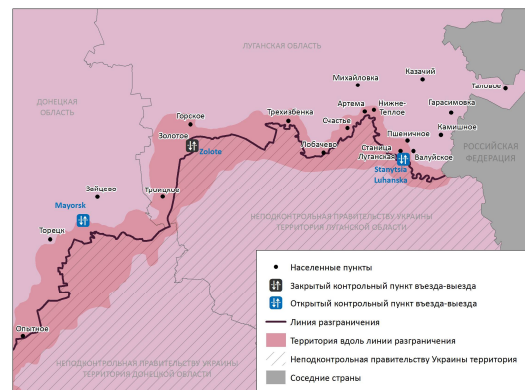 ЛУГАНСКАЯ ОБЛАСТЬ
Казачий
Михайловка
Таловое
ДОНЕЦКАЯ
ОБЛАСТЬ
Артема
Нижне-
Теплое
Герасимовка
Трехизбенка
Горское
Счастье
Камишное
Золотое
Zolote
Пшеничное
Лобачево
Станица
Луганская
Валуйское
РОССИЙСКАЯ
ФЕДЕРАЦИЯ
Stanytsia
Luhanska
Зайцево
Троицкое
Mayorsk
НЕПОДКОНТРОЛЬНАЯ ПРАВИТЕЛЬСТВУ УКРАИНЫ
ТЕРРИТОРИЯ ЛУГАНСКОЙ ОБЛАСТИ
Торецк
Опытное
НЕПОДКОНТРОЛЬНАЯ ПРАВИТЕЛЬСТВУ УКРАИНЫ
ТЕРРИТОРИЯ ДОНЕЦКОЙ ОБЛАСТИ
Населенные пункты
Закрытый контрольный пункт въезда-выезда
Открытый контрольный пункт въезда-выезда
Линия разграничения
Территория вдоль линии разграничения
Неподконтрольная правительству Украины территория
Соседние страны